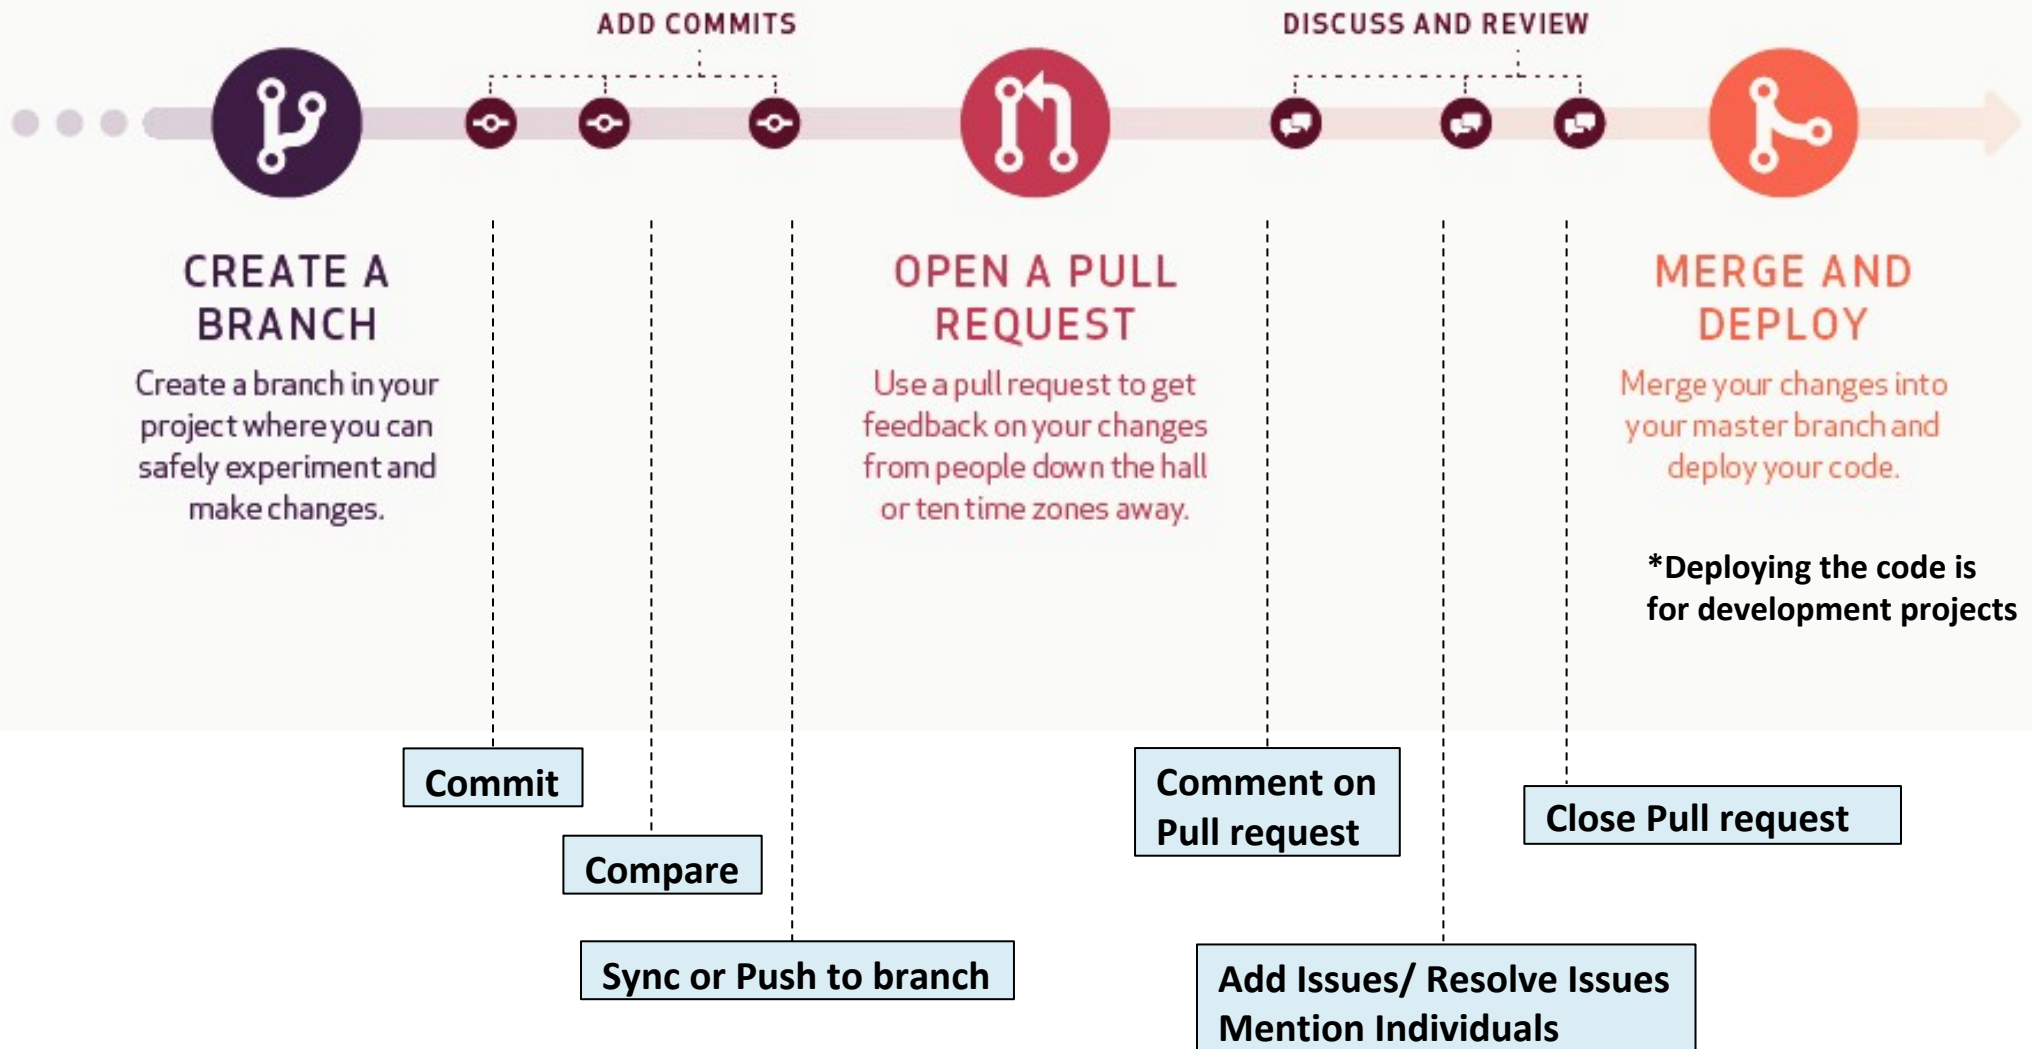 ADD COMMITS
DISCUSS AND REVIEW
CREATE A
BRANCH
Create a branch in your
project where you can
safely experiment and
make changes.
OPEN A PULL
REQUEST
Use a pull request to get
feedback on your changes
from people down the hall
or ten time zones away.
MERGE AND
DEPLOY
Merge your changes into
your master branch and
deploy your code.
*Deploying the code is
for development projects
Commit
Compare
Sync or Push to branch
Comment on
Pull request
Add Issues/ Resolve Issues
Mention Individuals
Close Pull request